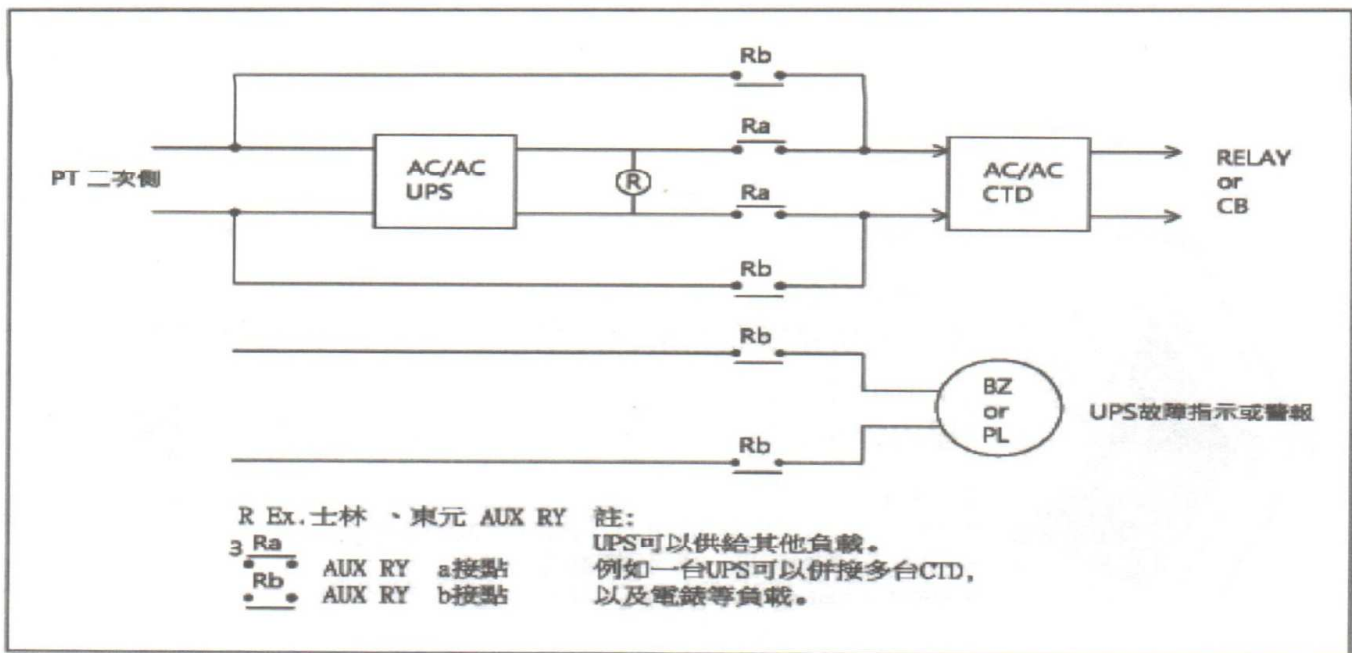 Rb
Ra
PT 二次側
AC/AC
UPS
R
Ra
AC/AC
CTD
RELAY
or
CB
Rb
Rb
BZ
or
PL
UPS故障指示或警報
Rb
R Ex.士林 、東元 AUX RY 註:
UPS可以供給其他負載。
3 Ra
AUX RY a接點 例如一台UPS可以併接多台CTD,
Rb
AUX RY b接點 以及電錶等負載。